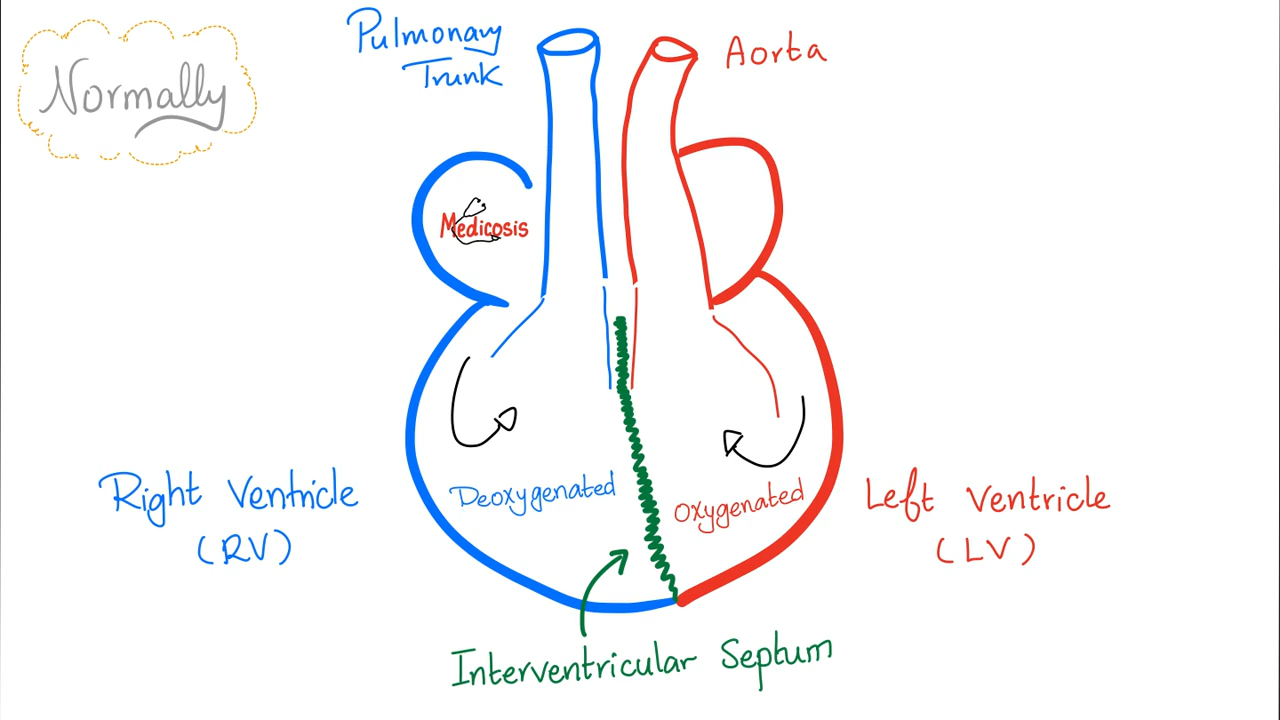 Normally
Pulmonary
Trunk
Aorta
Medicosis
Right Ventricle
(RV)
Deoxygenated
Oxygenated
Left Ventricle
(LV)
Interventricular Septum